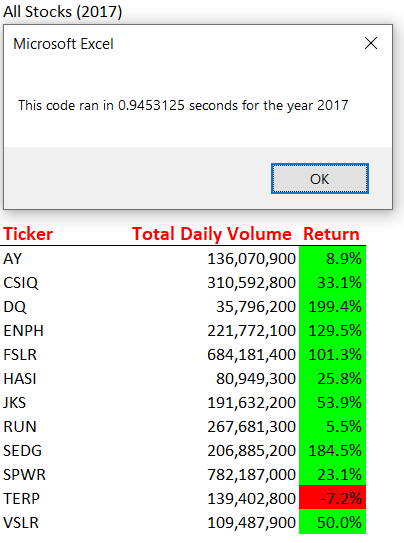 All Stocks (2017)
Microsoft Excel
This code ran in 0.9453125 seconds for the year 2017
OK
Ticker Total Daily Volume Return
AY 136,070,900 8.9%
CSIQ 310,592,800 33.1%
DQ 35,796,200 199.4%
ENPH 221,772,100 129.5%
FSLR 684,181,400 101.3%
HASI 80,949,300 25.8%
JKS 191,632,200 53.9%
RUN 267,681,300 5.5%
SEDG 206,885,200 184.5%
SPWR 782,187,000 23.1%
TERP 139,402,800 -7.2%
VSLR 109,487,900 50.0%